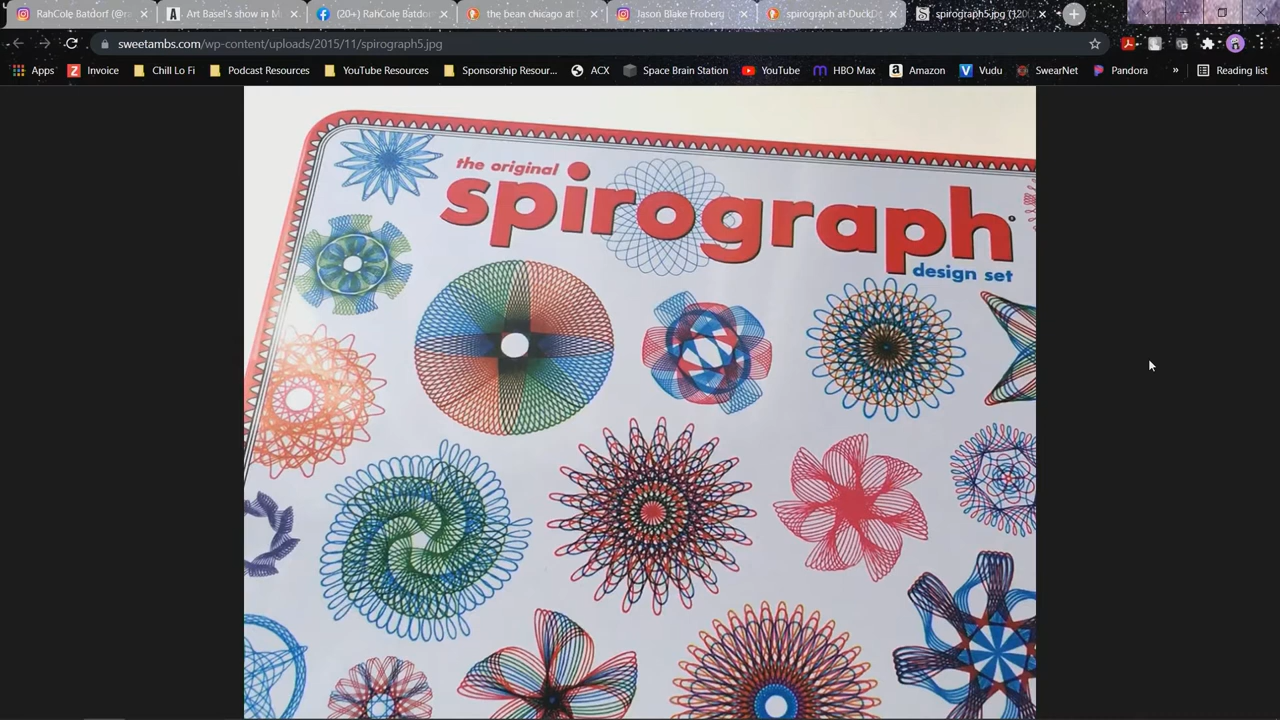 RahCole Batdorf (@ra
Art Basel's show in M
(20+) RahCole Batdo
the bean chicago at
Jason Blake Froberg (
spirograph at DuckD
spirograph5.jpg (120
sweetambs.com/wp-content/uploads/2015/11/spirograph5.jpg
Apps
Invoice
Chill Lo Fi
Podcast Resources
YouTube Resources
Sponsorship Resour...
ACX
Space Brain Station
YouTube
HBO Max
Amazon
Vudu
SwearNet
Pandora
»
Reading list
the original
spirograph®
design set